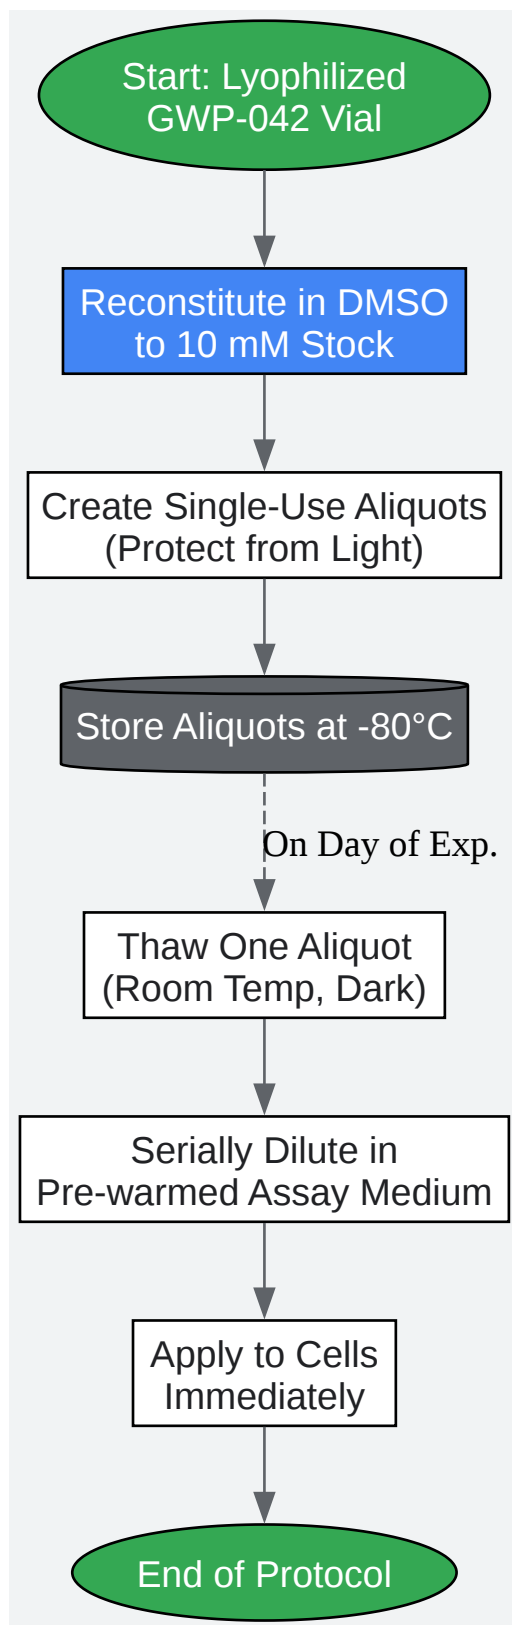 Start: Lyophilized
GWP-042 Vial
Reconstitute in DMSO
to 10 mM Stock
Create Single-Use Aliquots
(Protect from Light)
Store Aliquots at -80°C
On Day of Exp.
Thaw One Aliquot
(Room Temp, Dark)
Serially Dilute in
Pre-warmed Assay Medium
Apply to Cells
Immediately
End of Protocol